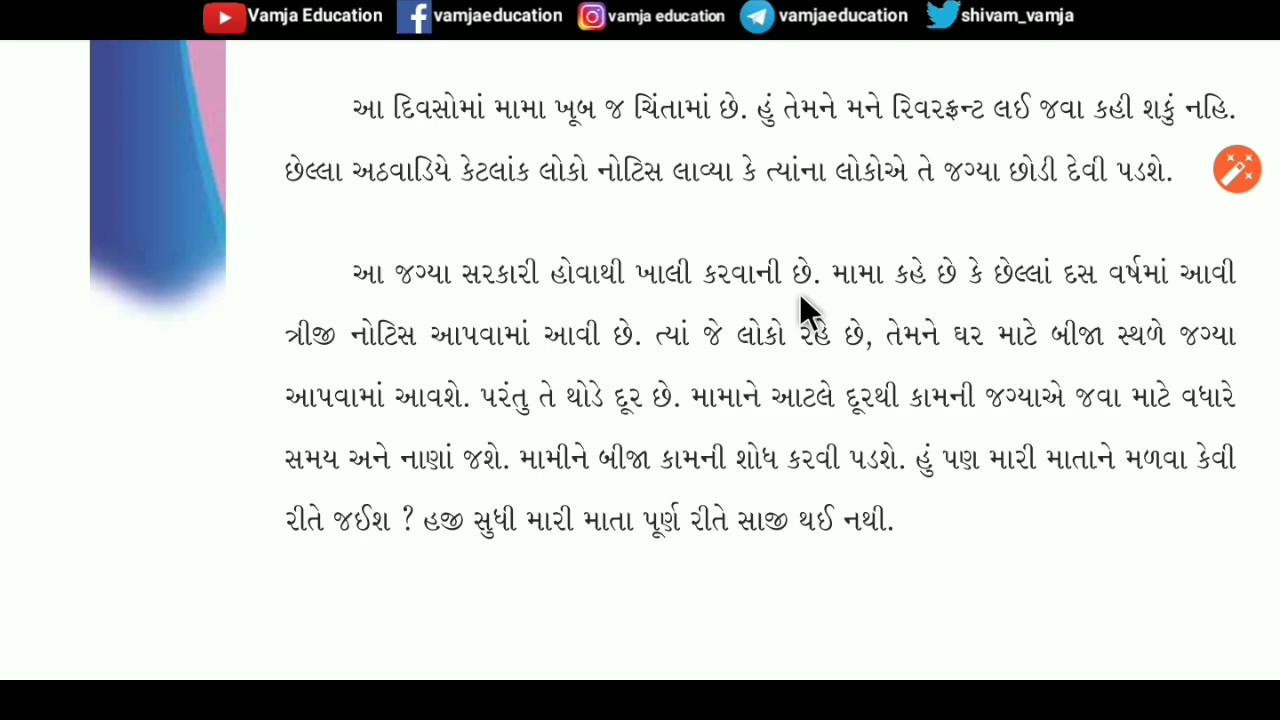 Vamja Education vamjaeducation vamja education vamjaeducation shivam_vamja
આ દિવસોમાં મામા ખૂબ જ ચિંતામાં છે. હું તેમને મને રિવરફ્રન્ટ લઈ જવા કહી શકું નહિ.
છેલ્લા અઠવાડિયે કેટલાંક લોકો નોટિસ લાવ્યા કે ત્યાંના લોકોએ તે જગ્યા છોડી દેવી પડશે.
આ જગ્યા સરકારી હોવાથી ખાલી કરવાની છે. મામા કહે છે કે છેલ્લાં દસ વર્ષમાં આવી
ત્રીજી નોટિસ આપવામાં આવી છે. ત્યાં જે લોકો રહે છે, તેમને ઘર માટે બીજા સ્થળે જગ્યા
આપવામાં આવશે. પરંતુ તે થોડે દૂર છે. મામાને આટલે દૂરથી કામની જગ્યાએ જવા માટે વધારે
સમય અને નાણાં જશે. મામીને બીજા કામની શોધ કરવી પડશે. હું પણ મારી માતાને મળવા કેવી
રીતે જઈશ ? હજી સુધી મારી માતા પૂર્ણ રીતે સાજી થઈ નથી.